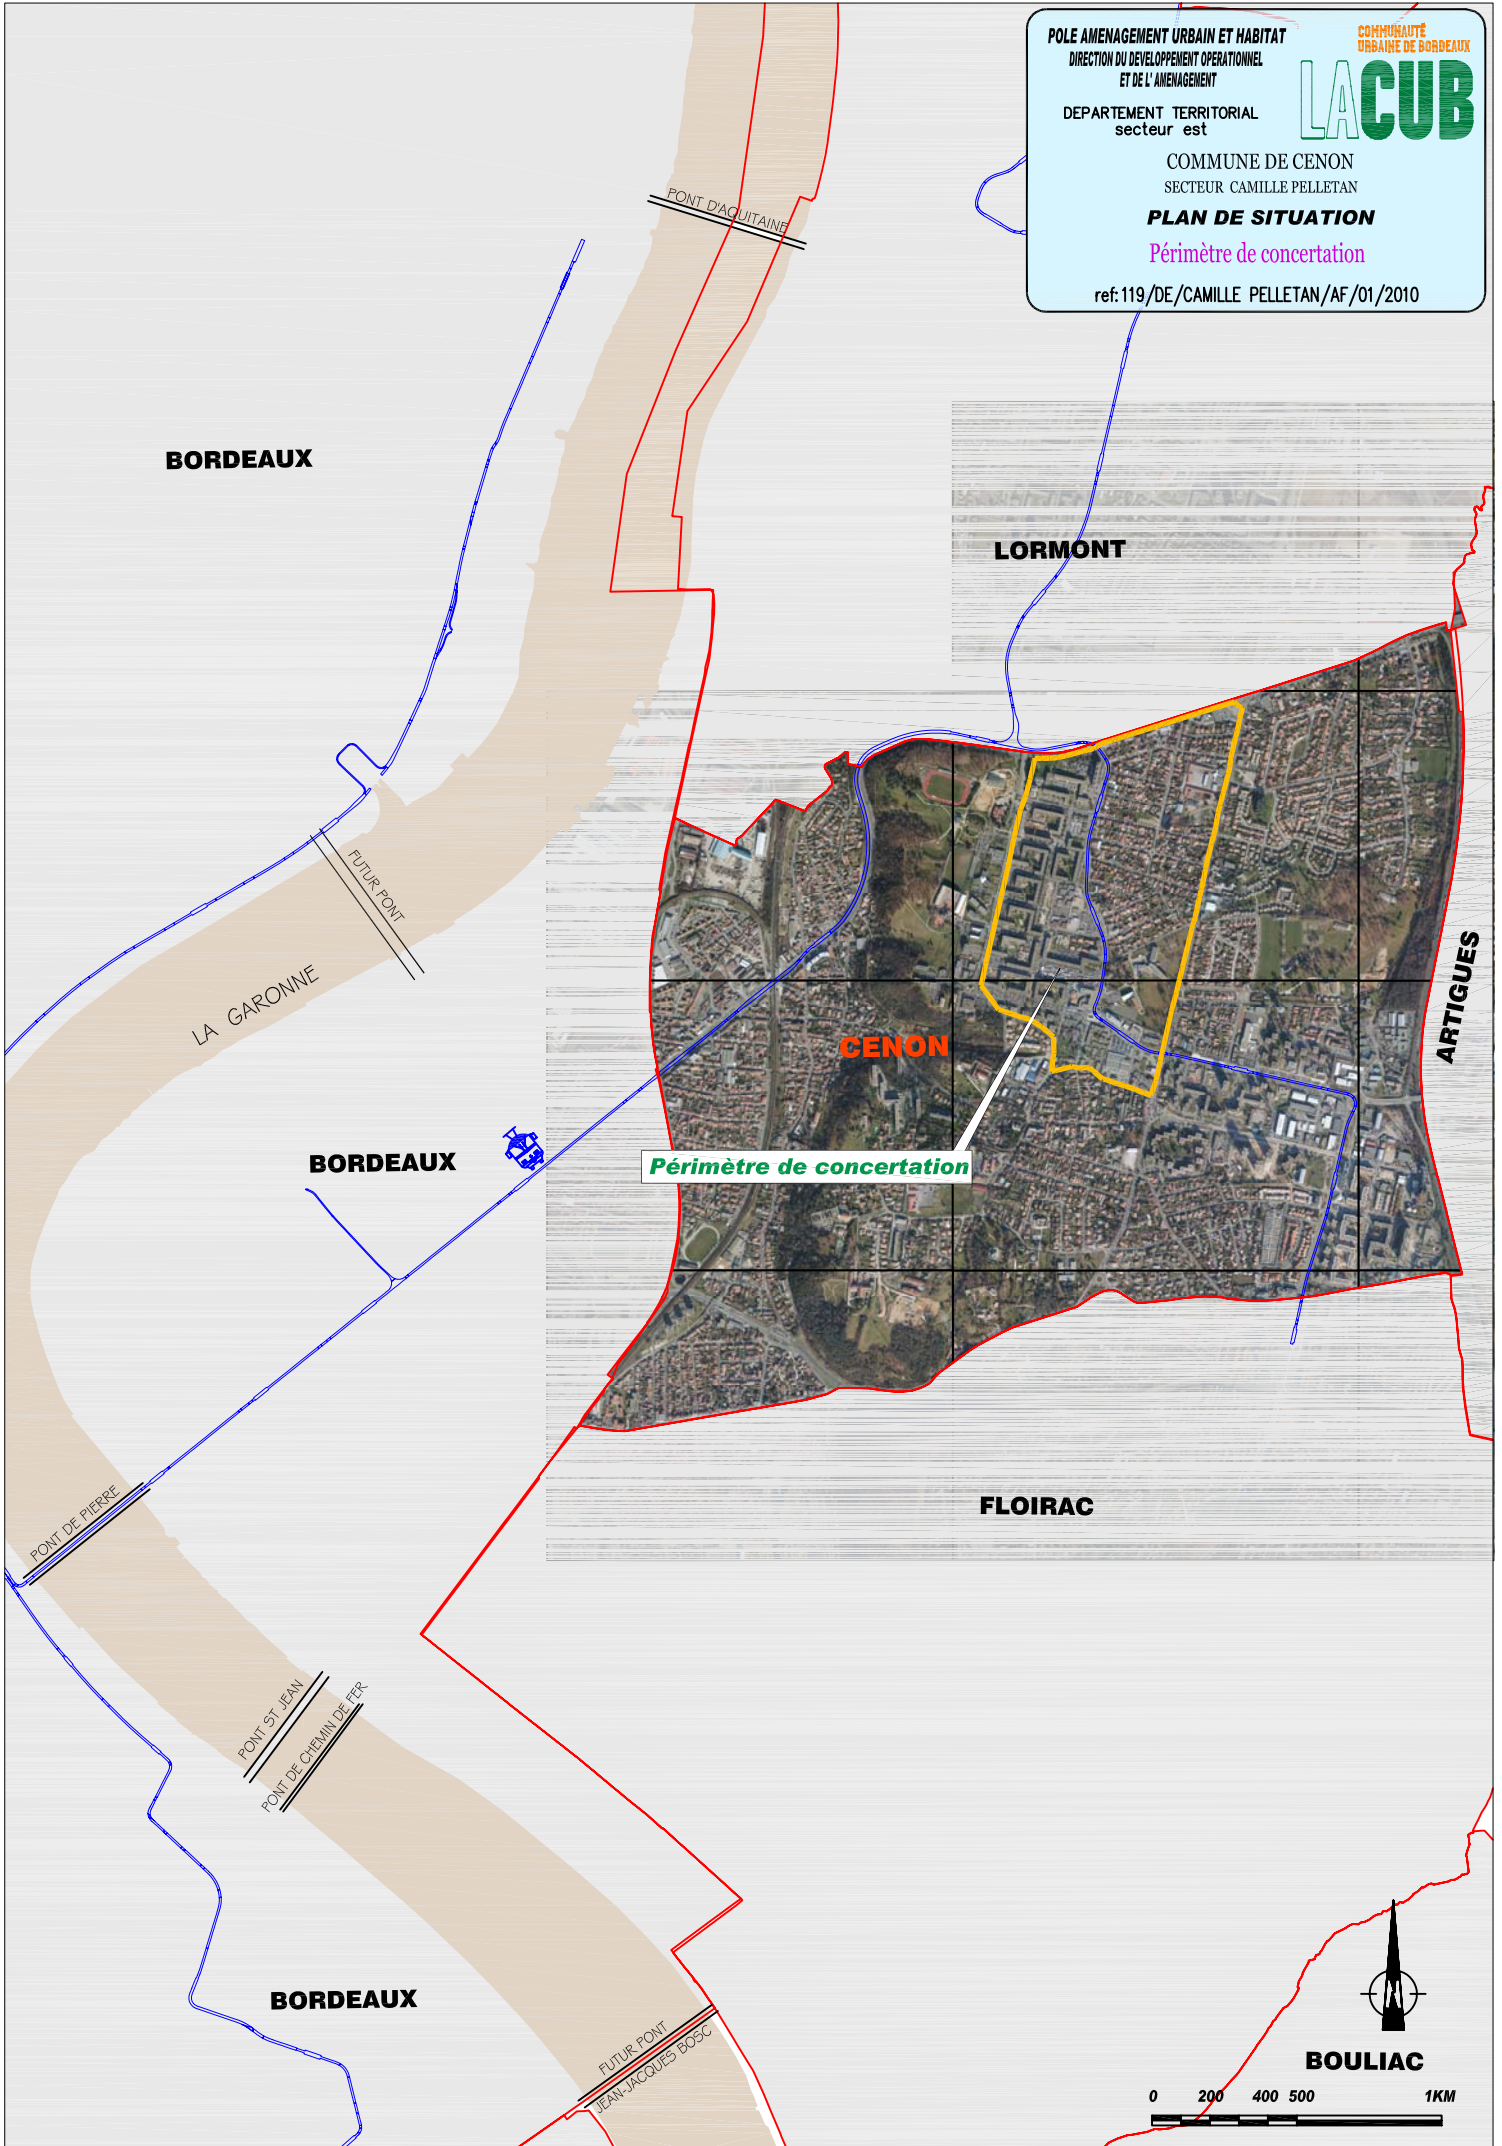 POLE AMENAGEMENT URBAIN ET HABITAT
DIRECTION DU DEVELOPPEMENT OPERATIONNEL
ET DE L' AMENAGEMENT
DEPARTEMENT TERRITORIAL
secteur est
COMMUNAUTÉ
URBAINE DE BORDEAUX
LACUB
COMMUNE DE CENON
SECTEUR CAMILLE PELLETAN
PLAN DE SITUATION
Périmètre de concertation
ref: 119/DE/CAMILLE PELLETAN/AF/01/2010
PONT D'AQUITAINE
BORDEAUX
LORMONT
FUTUR PONT
LA GARONNE
ARTIGUES
CENON
BORDEAUX
Périmètre de concertation
PONT DE PIERRE
FLOIRAC
PONT ST JEAN
PONT DE CHEMIN DE FER
BORDEAUX
FUTUR PONT
JEAN-JACQUES BOSC
BOULIAC
0 200 400 500 1KM